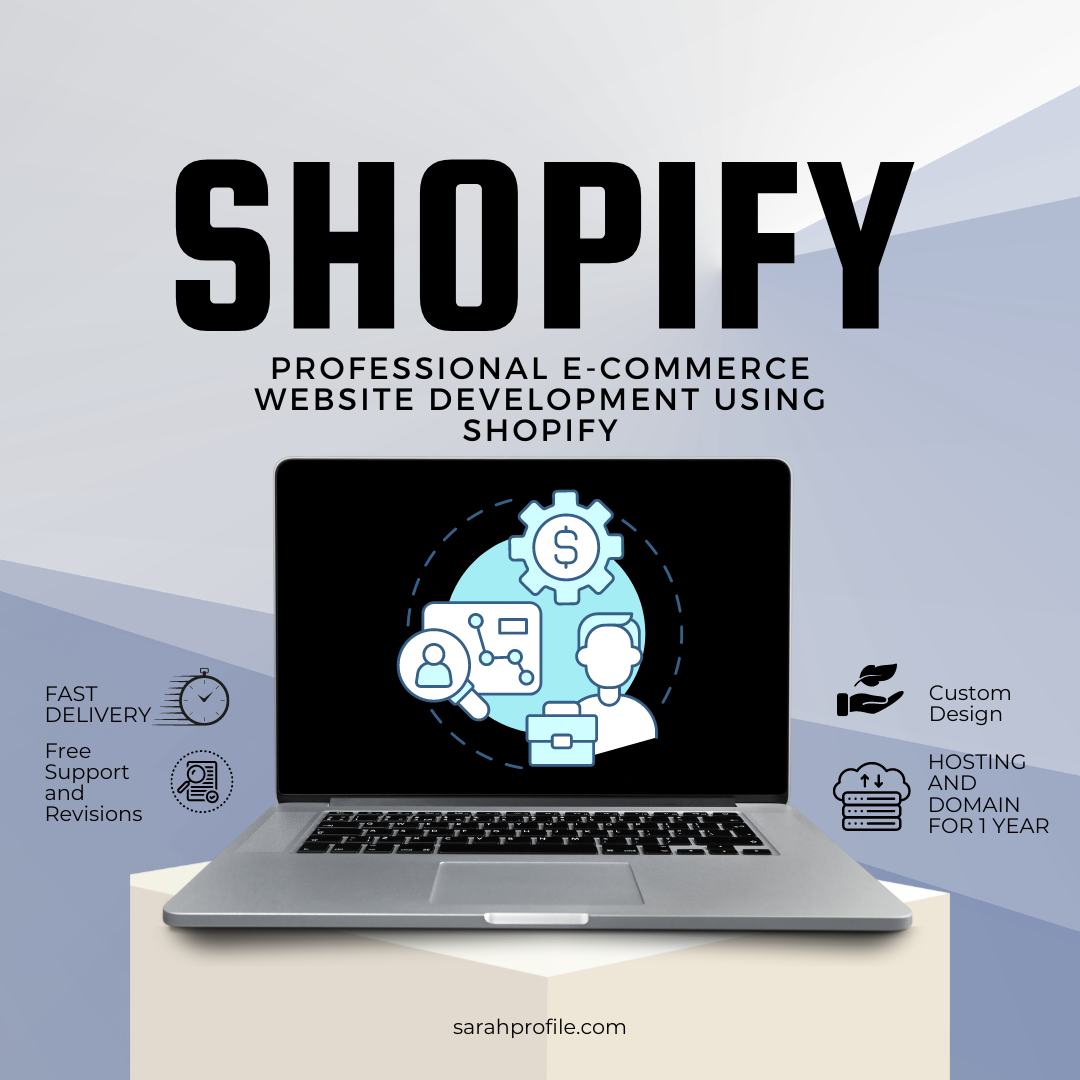 SHOPIFY
PROFESSIONAL E-COMMERCE
WEBSITE DEVELOPMENT USING
SHOPIFY
$
FAST
DELIVERY
Free
Support
and
Revisions
Custom
Design
HOSTING
AND
DOMAIN
FOR 1 YEAR
sarahprofile.com